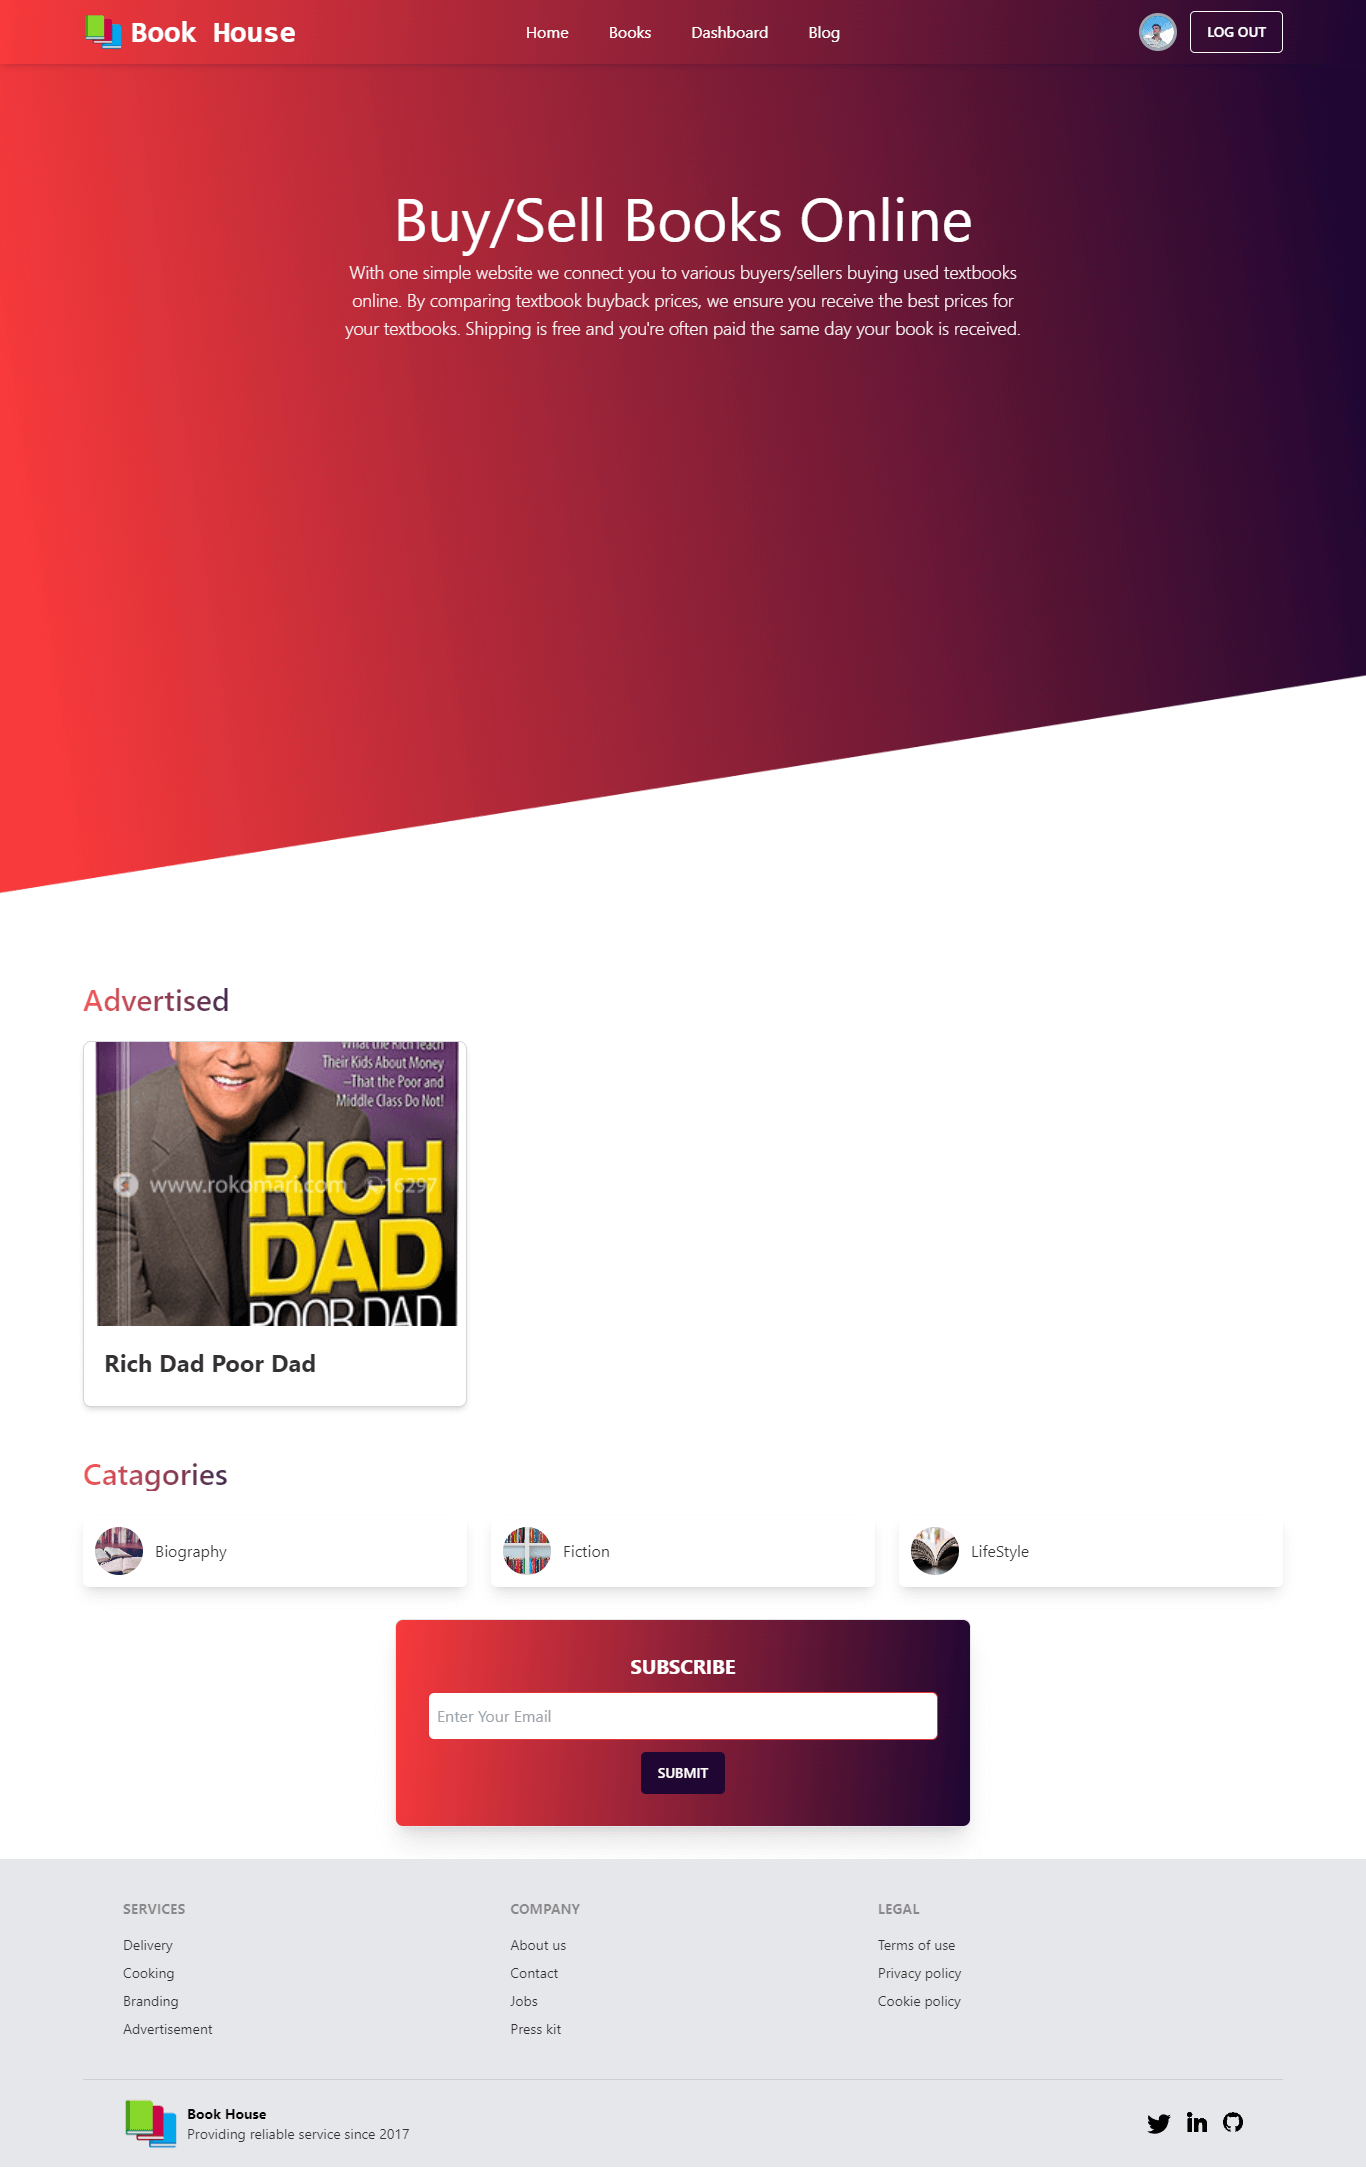 Book House
Home
Books
Dashboard
Blog
LOG OUT
Buy/Sell Books Online
With one simple website we connect you to various buyers/sellers buying used textbooks
online. By comparing textbook buyback prices, we ensure you receive the best prices for
your textbooks. Shipping is free and you're often paid the same day your book is received.
Advertised
What the Rich Teach
Their Kids About Money
–That the Poor and
Middle Class Do Not!
www.rokomari.com 16297
RICH
DAD
POOR DAD
Rich Dad Poor Dad
Catagories
Biography
Fiction
LifeStyle
SUBSCRIBE
Enter Your Email
SUBMIT
SERVICES
Delivery
Cooking
Branding
Advertisement
COMPANY
About us
Contact
Jobs
Press kit
LEGAL
Terms of use
Privacy policy
Cookie policy
Book House
Providing reliable service since 2017